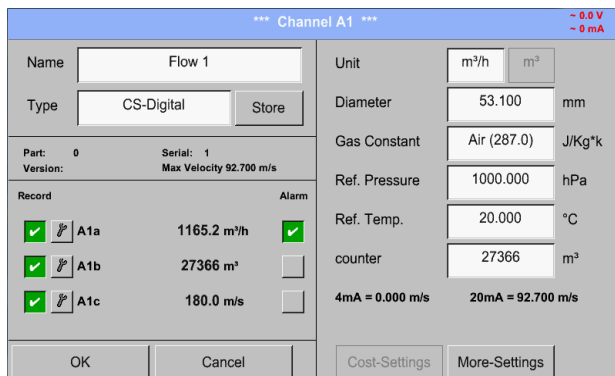 *** Channel A1 ***
~ 0.0 V
~ 0 mA
Name Flow 1
Type CS-Digital Store
Part: 0 Serial: 1
Version: Max Velocity 92.700 m/s
Record Alarm
A1a 1165.2 m³/h
A1b 27366 m³
A1c 180.0 m/s
OK Cancel
Unit m³/h m³
Diameter 53.100 mm
Gas Constant Air (287.0) J/Kg*k
Ref. Pressure 1000.000 hPa
Ref. Temp. 20.000 °C
counter 27366 m³
4mA = 0.000 m/s 20mA = 92.700 m/s
Cost-Settings More-Settings